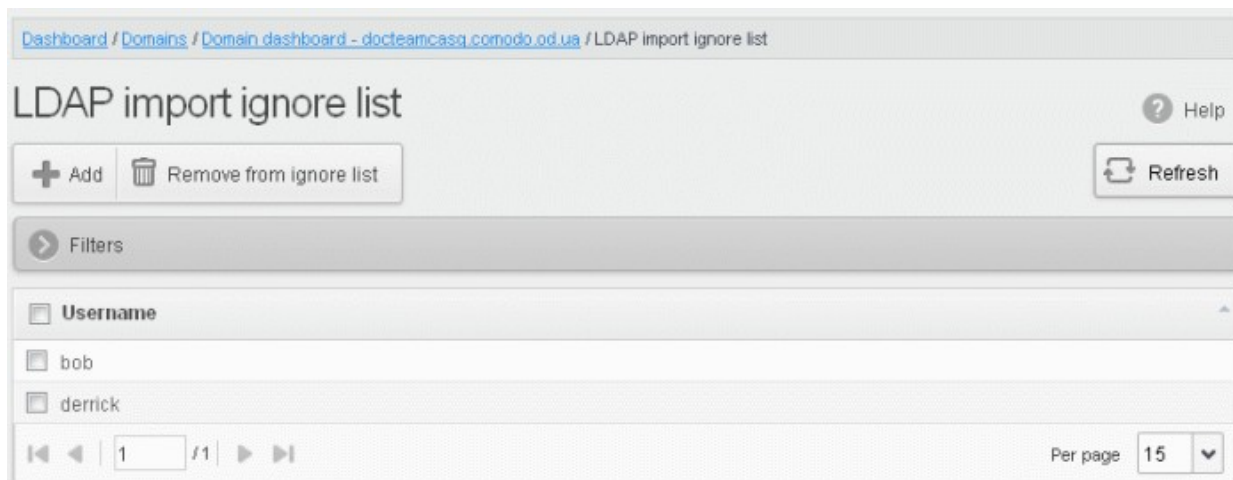 Dashboard / Domains / Domain dashboard - docteamcasg.comodo.od.ua / LDAP import ignore list
LDAP import ignore list
Help
Add Remove from ignore list
Refresh
Filters
Username
bob
derrick
1 /1 Per page 15